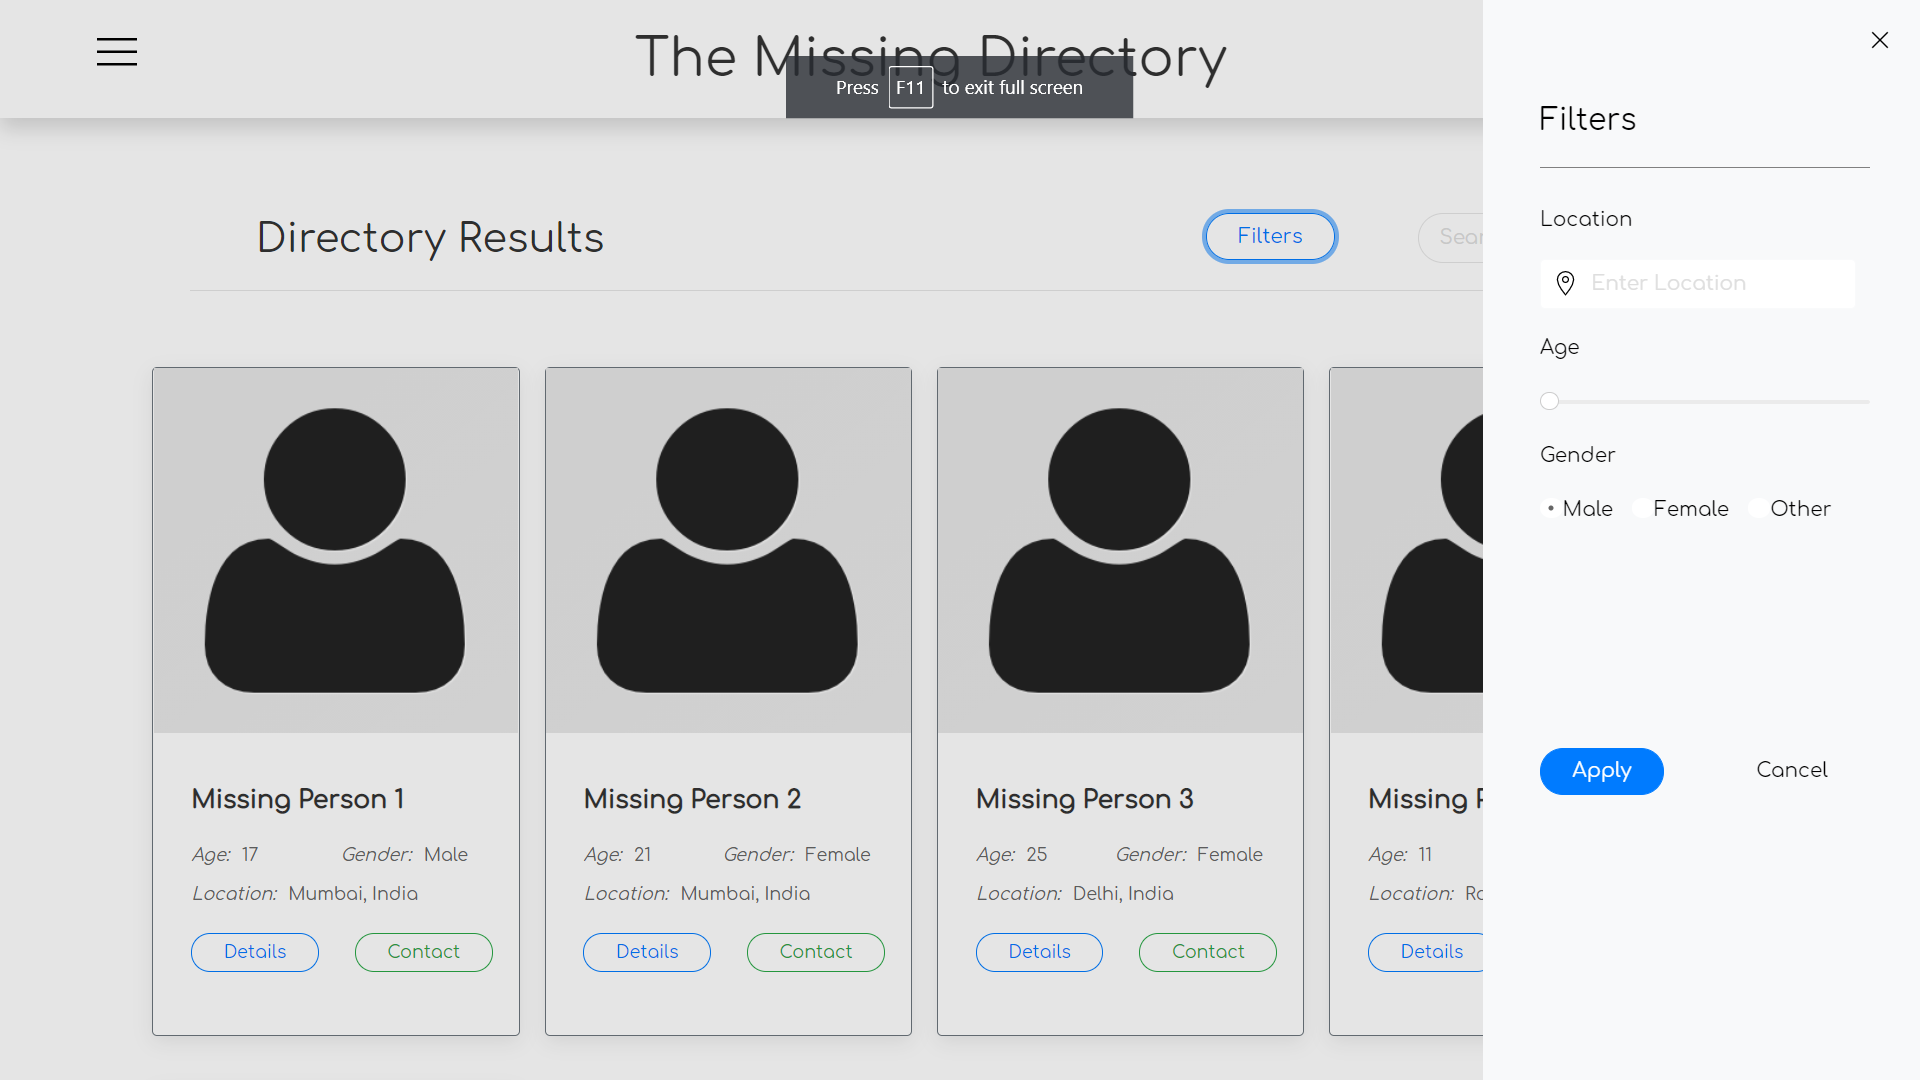 The Missing Directory
Press F11 to exit full screen
Directory Results
Filters
Sear
Missing Person 1
Age: 17 Gender: Male
Location: Mumbai, India
Details Contact
Missing Person 2
Age: 21 Gender: Female
Location: Mumbai, India
Details Contact
Missing Person 3
Age: 25 Gender: Female
Location: Delhi, India
Details Contact
Missing
Age: 11
Location:
Details
Filters
Location
Enter Location
Age
Gender
Male Female Other
Apply Cancel